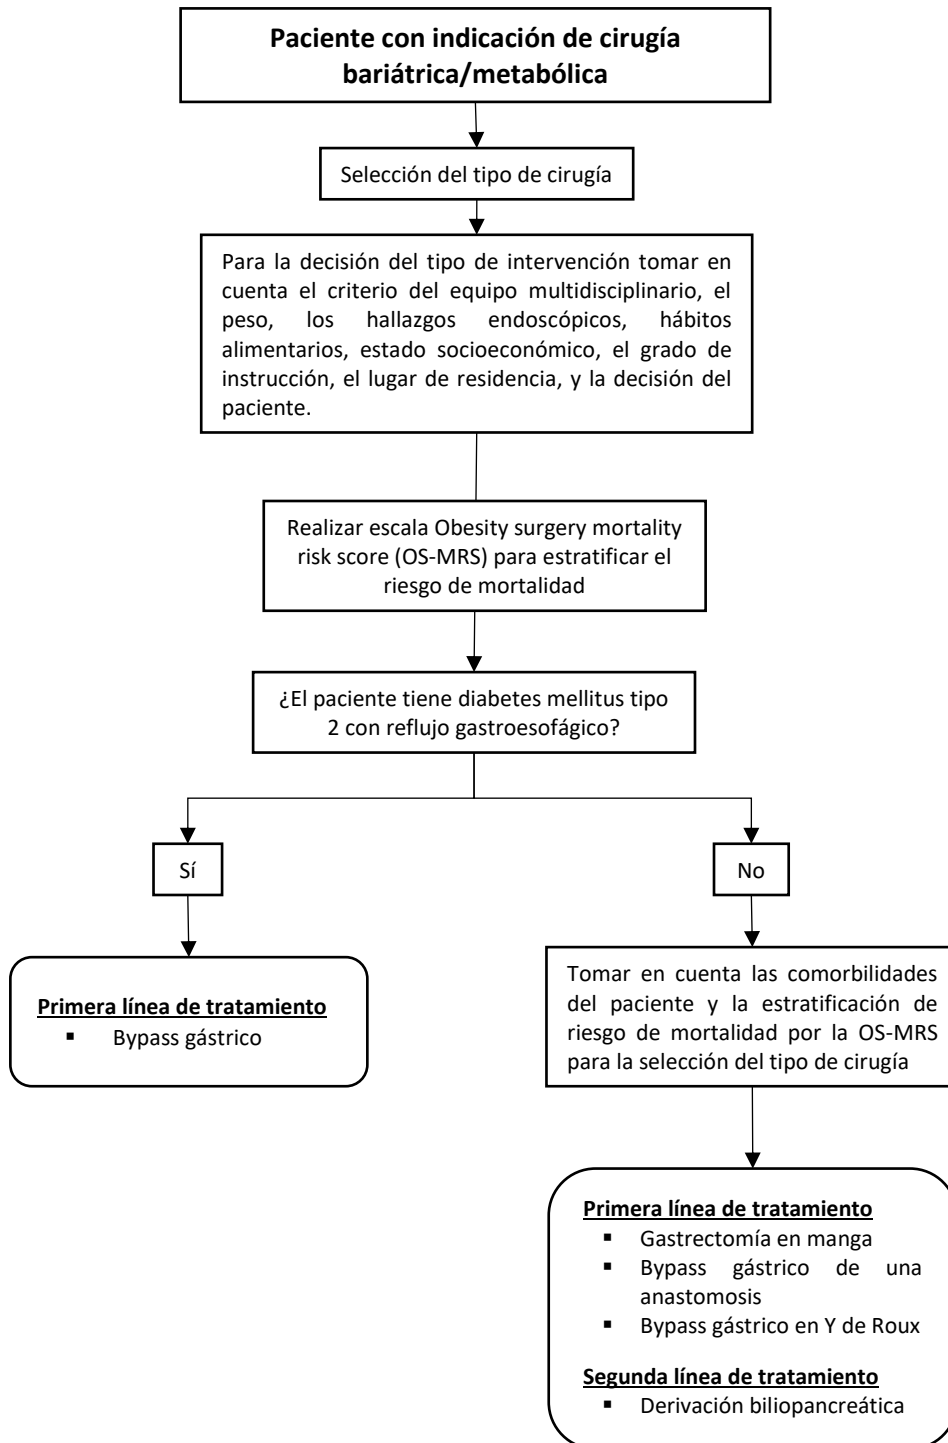 Paciente con indicación de cirugía
bariátrica/metabólica
Selección del tipo de cirugía
Para la decisión del tipo de intervención tomar en
cuenta el criterio del equipo multidisciplinario, el
peso, los hallazgos endoscópicos, hábitos
alimentarios, estado socioeconómico, el grado de
instrucción, el lugar de residencia, y la decisión del
paciente.
Realizar escala Obesity surgery mortality
risk score (OS-MRS) para estratificar el
riesgo de mortalidad
¿El paciente tiene diabetes mellitus tipo
2 con reflujo gastroesofágico?
Sí
No
Primera línea de tratamiento
▪ Bypass gástrico
Tomar en cuenta las comorbilidades
del paciente y la estratificación de
riesgo de mortalidad por la OS-MRS
para la selección del tipo de cirugía
Primera línea de tratamiento
▪ Gastrectomía en manga
▪ Bypass gástrico de una
anastomosis
▪ Bypass gástrico en Y de Roux
Segunda línea de tratamiento
▪ Derivación biliopancreática